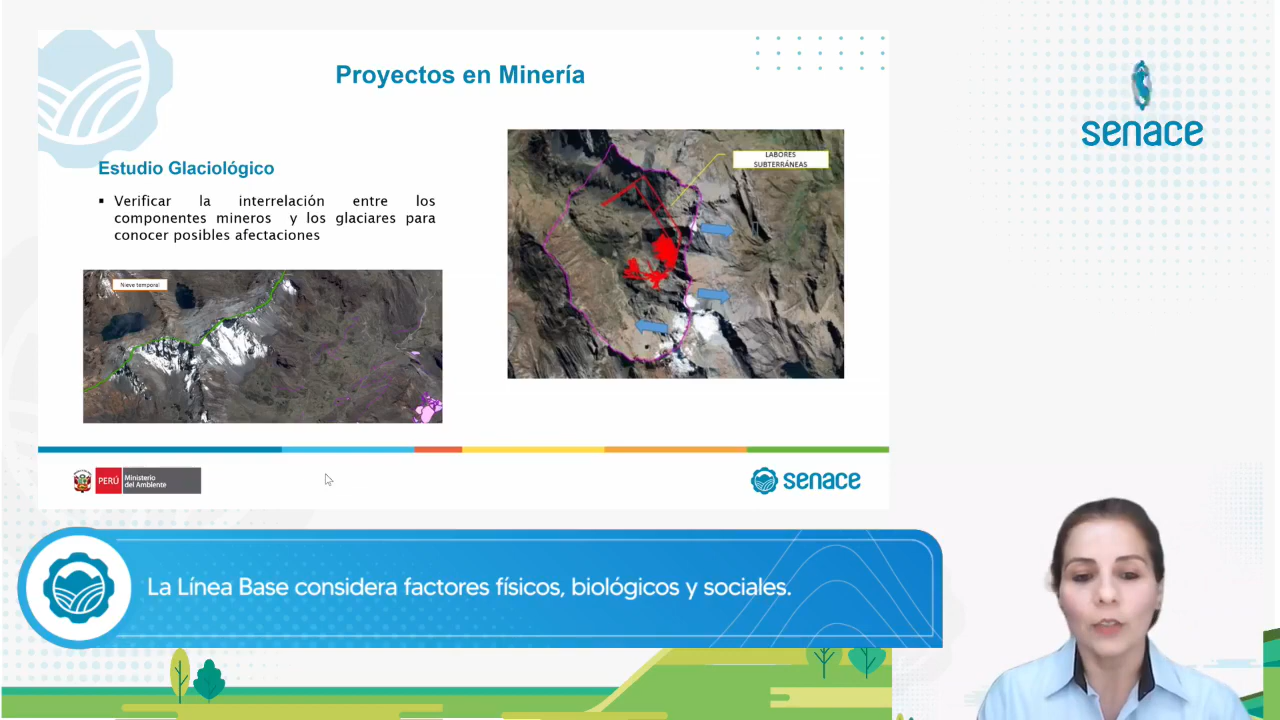 Proyectos en Minería
senace
Estudio Glaciológico
▪ Verificar la interrelación entre los
componentes mineros y los glaciares para
conocer posibles afectaciones
LABORES
SUBTERRÁNEAS
Nieve temporal
PERÚ
Ministerio
del Ambiente
senace
La Línea Base considera factores físicos, biológicos y sociales.